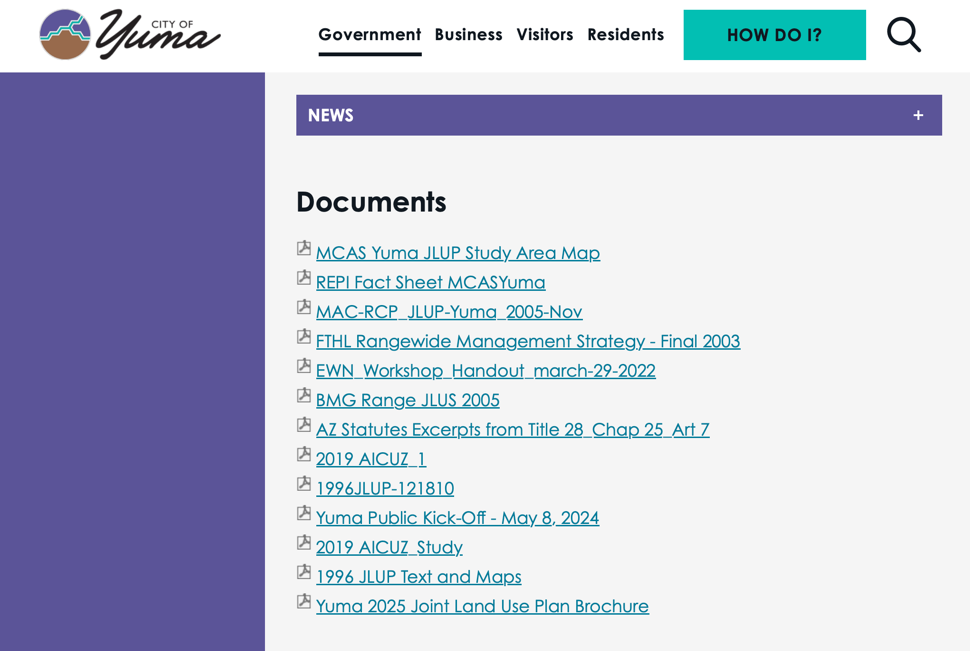 CITY OF
Yuma
Government Business Visitors Residents HOW DO I?
NEWS +
Documents
MCAS Yuma JLUP Study Area Map
REPI Fact Sheet MCASYuma
MAC-RCP_JLUP-Yuma_2005-Nov
FTHL Rangewide Management Strategy - Final 2003
EWN_Workshop_Handout_march-29-2022
BMG Range JLUS 2005
AZ Statutes Excerpts from Title 28_Chap 25_Art 7
2019 AICUZ_1
1996JLUP-121810
Yuma Public Kick-Off - May 8, 2024
2019 AICUZ_Study
1996 JLUP Text and Maps
Yuma 2025 Joint Land Use Plan Brochure